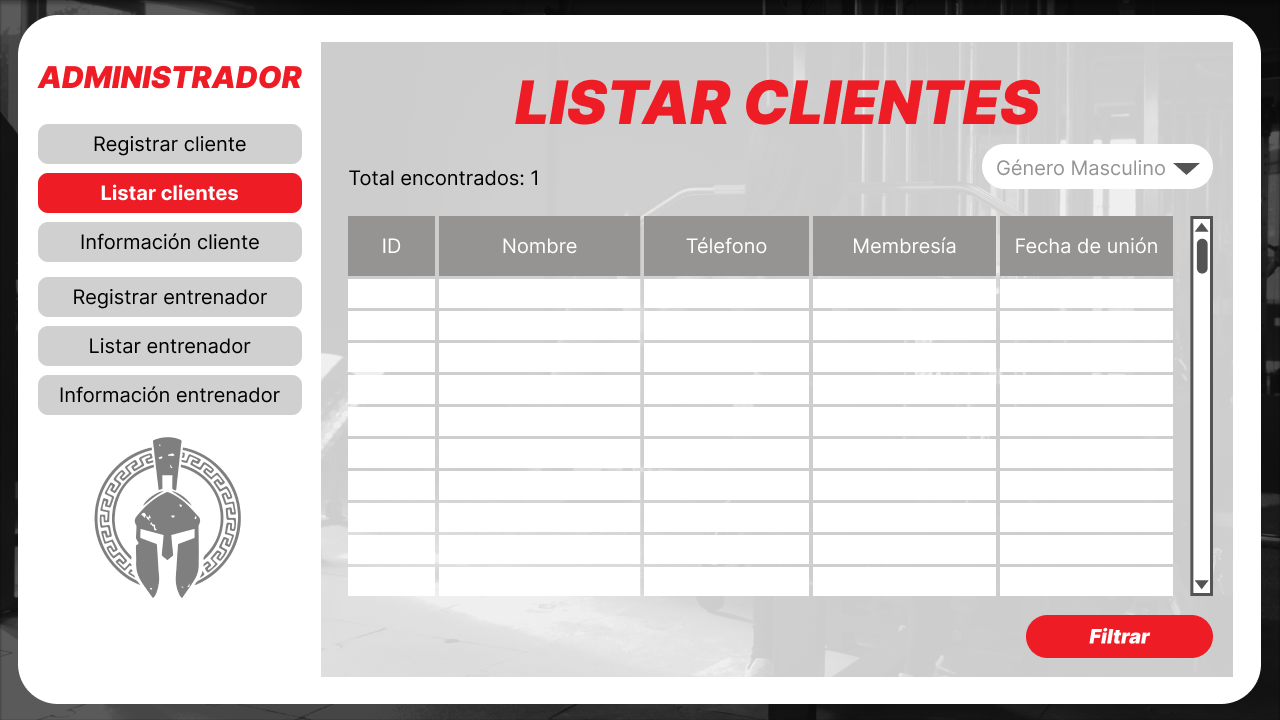 ADMINISTRADOR
Registrar cliente
Listar clientes
Información cliente
Registrar entrenador
Listar entrenador
Información entrenador
LISTAR CLIENTES
Total encontrados: 1
Género Masculino
ID Nombre Télefono Membresía Fecha de unión
Filtrar